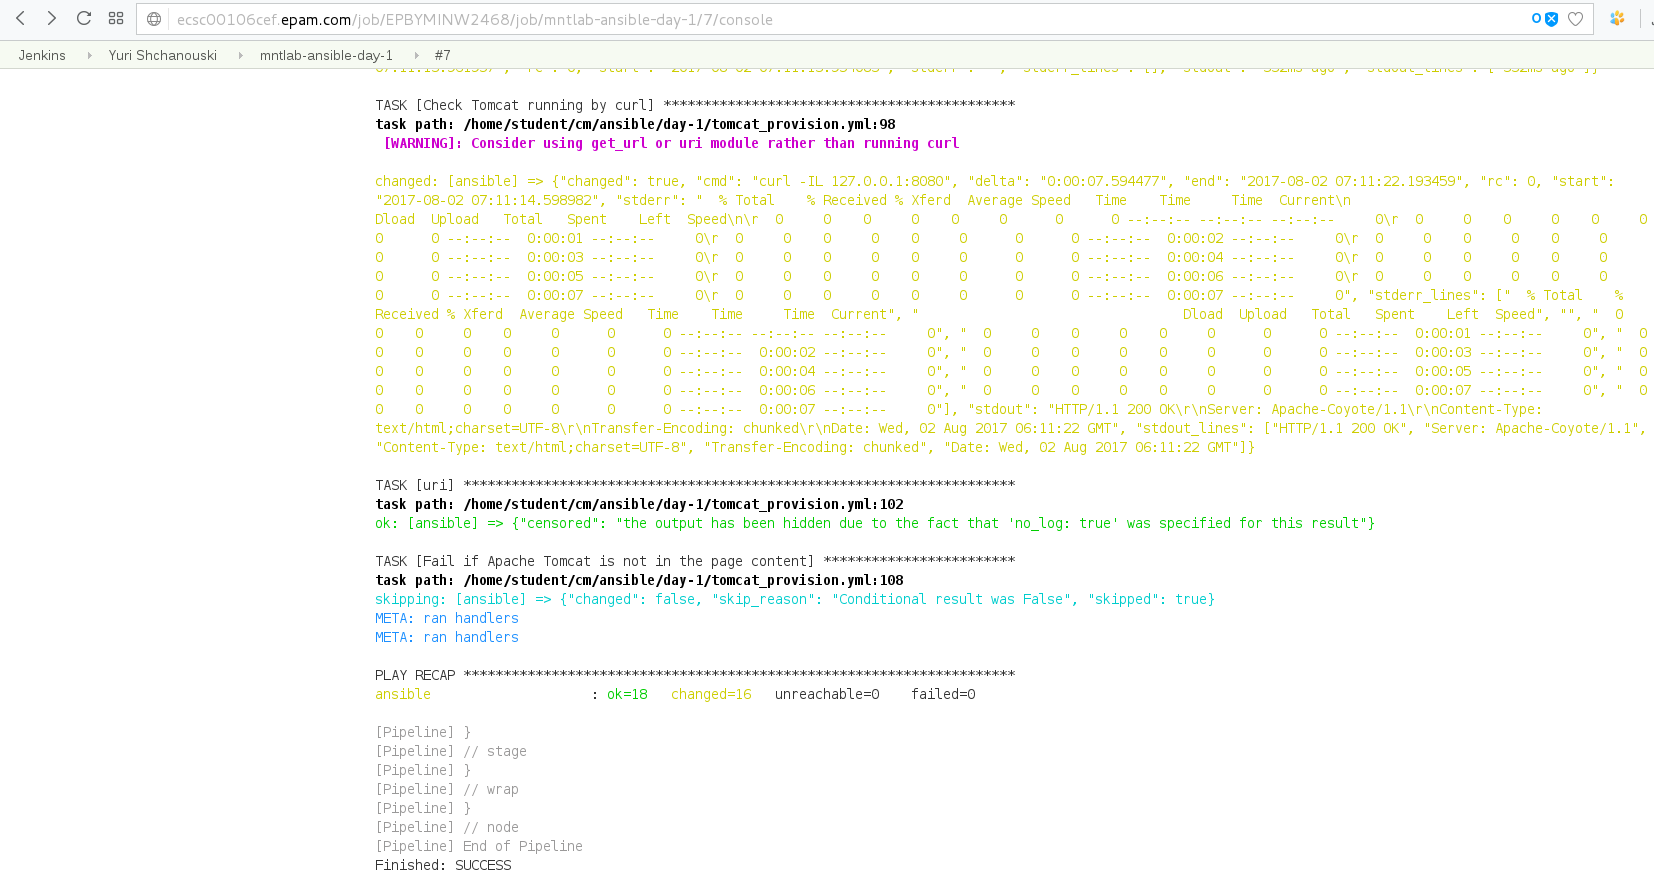 ecsc00106cef.epam.com/job/EPBYMINW2468/job/mntlab-ansible-day-1/7/console
Jenkins Yuri Shchanouski mntlab-ansible-day-1 #7
TASK [Check Tomcat running by curl] ********************************************
task path: /home/student/cm/ansible/day-1/tomcat_provision.yml:98
[WARNING]: Consider using get_url or uri module rather than running curl
changed: [ansible] => {"changed": true, "cmd": "curl -IL 127.0.0.1:8080", "delta": "0:00:07.594477", "end": "2017-08-02 07:11:22.193459", "rc": 0, "start":
"2017-08-02 07:11:14.598982", "stderr": "  % Total    % Received % Xferd  Average Speed   Time    Time     Time  Current\n
Dload  Upload   Total   Spent    Left  Speed\n\r  0     0    0     0    0     0      0      0 --:--:-- --:--:-- --:--:--     0\r  0     0    0     0    0     0
0      0 --:--:--  0:00:01 --:--:--     0\r  0     0    0     0    0     0      0      0 --:--:--  0:00:02 --:--:--     0\r  0     0    0     0    0     0
0      0 --:--:--  0:00:03 --:--:--     0\r  0     0    0     0    0     0      0      0 --:--:--  0:00:04 --:--:--     0\r  0     0    0     0    0     0
0      0 --:--:--  0:00:05 --:--:--     0\r  0     0    0     0    0     0      0      0 --:--:--  0:00:06 --:--:--     0\r  0     0    0     0    0     0
0      0 --:--:--  0:00:07 --:--:--     0\r  0     0    0     0    0     0      0      0 --:--:--  0:00:07 --:--:--     0", "stderr_lines": ["  % Total    %
Received % Xferd  Average Speed   Time    Time     Time  Current", "                                 Dload  Upload   Total   Spent    Left  Speed", "", "  0
0    0     0    0     0      0      0 --:--:-- --:--:-- --:--:--     0", "  0     0    0     0    0     0      0      0 --:--:--  0:00:01 --:--:--     0", "  0
0    0     0    0     0      0      0 --:--:--  0:00:02 --:--:--     0", "  0     0    0     0    0     0      0      0 --:--:--  0:00:03 --:--:--     0", "  0
0    0     0    0     0      0      0 --:--:--  0:00:04 --:--:--     0", "  0     0    0     0    0     0      0      0 --:--:--  0:00:05 --:--:--     0", "  0
0    0     0    0     0      0      0 --:--:--  0:00:06 --:--:--     0", "  0     0    0     0    0     0      0      0 --:--:--  0:00:07 --:--:--     0", "  0
0    0     0    0     0      0      0 --:--:--  0:00:07 --:--:--     0"], "stdout": "HTTP/1.1 200 OK\r\nServer: Apache-Coyote/1.1\r\nContent-Type:
text/html;charset=UTF-8\r\nTransfer-Encoding: chunked\r\nDate: Wed, 02 Aug 2017 06:11:22 GMT", "stdout_lines": ["HTTP/1.1 200 OK", "Server: Apache-Coyote/1.1",
"Content-Type: text/html;charset=UTF-8", "Transfer-Encoding: chunked", "Date: Wed, 02 Aug 2017 06:11:22 GMT"]}
TASK [uri] *********************************************************************
task path: /home/student/cm/ansible/day-1/tomcat_provision.yml:102
ok: [ansible] => {"censored": "the output has been hidden due to the fact that 'no_log: true' was specified for this result"}
TASK [Fail if Apache Tomcat is not in the page content] ************************
task path: /home/student/cm/ansible/day-1/tomcat_provision.yml:108
skipping: [ansible] => {"changed": false, "skip_reason": "Conditional result was False", "skipped": true}
META: ran handlers
META: ran handlers
PLAY RECAP *********************************************************************
ansible                    : ok=18   changed=16   unreachable=0    failed=0
[Pipeline] }
[Pipeline] // stage
[Pipeline] }
[Pipeline] // wrap
[Pipeline] }
[Pipeline] // node
[Pipeline] End of Pipeline
Finished: SUCCESS